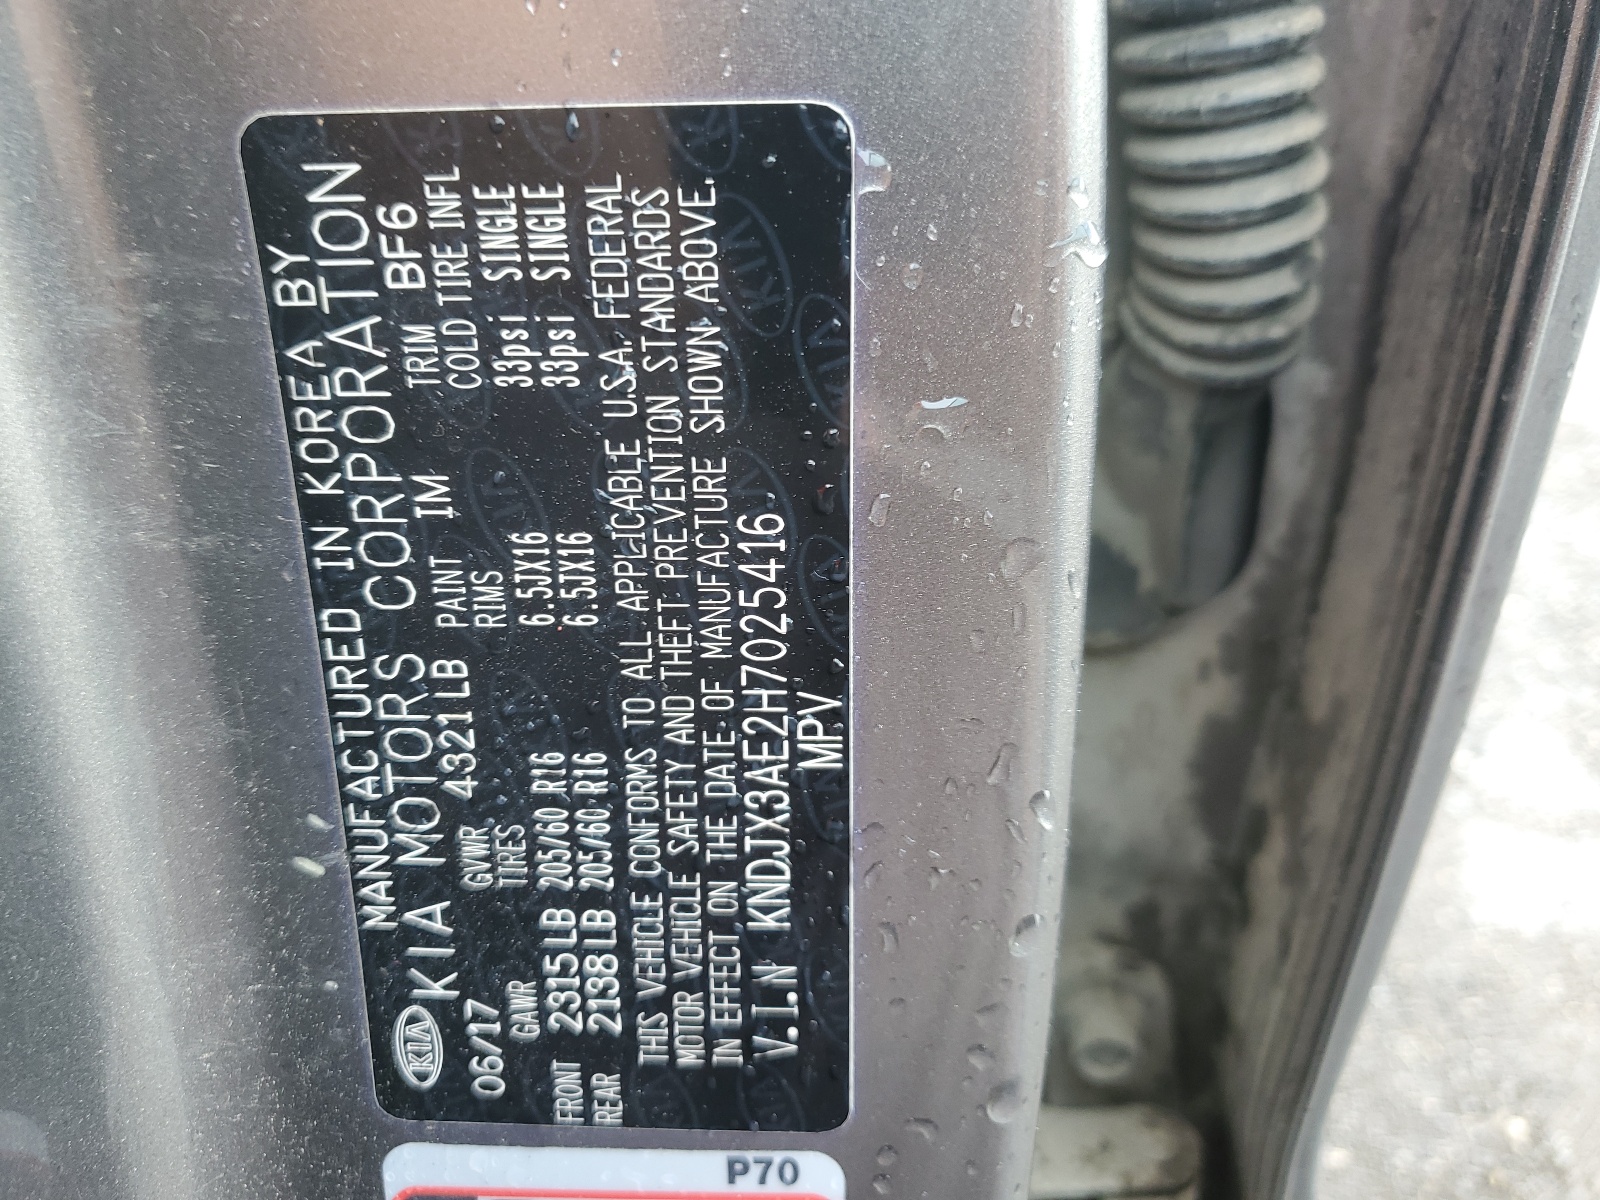 MANUFACTURED IN KOREA BY
KIA KIA MOTORS CORPORATION
06/17 GVWR 4321LB PAINT IM TRIM BF6
GAWR TIRES RIMS COLD TIRE INFL
FRONT 2315LB 205/60 R16 6.5JX16 33psi SINGLE
REAR 2138LB 205/60 R16 6.5JX16 33psi SINGLE
THIS VEHICLE CONFORMS TO ALL APPLICABLE U.S.A. FEDERAL
MOTOR VEHICLE SAFETY AND THEFT PREVENTION STANDARDS
IN EFFECT ON THE DATE OF MANUFACTURE SHOWN ABOVE.
V.I.N KNDJX3AE2H7025416
MPV
P70